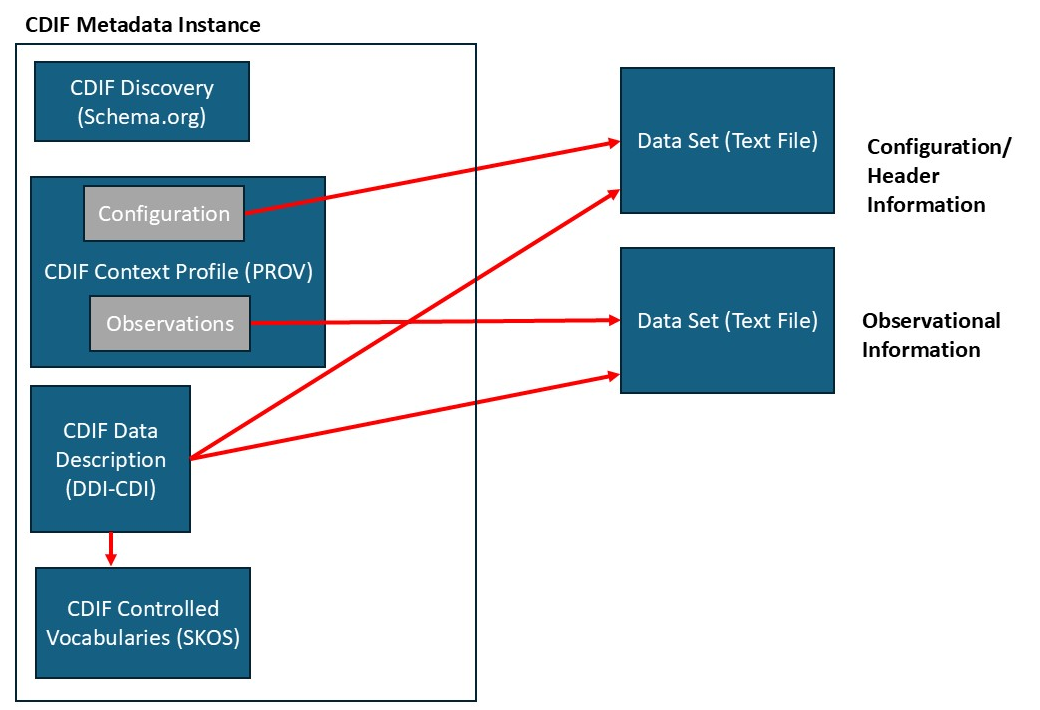 CDIF Metadata Instance
CDIF Discovery
(Schema.org)
Configuration
CDIF Context Profile (PROV)
Observations
CDIF Data
Description
(DDI-CDI)
CDIF Controlled
Vocabularies (SKOS)
Data Set (Text File)
Configuration/
Header
Information
Data Set (Text File)
Observational
Information